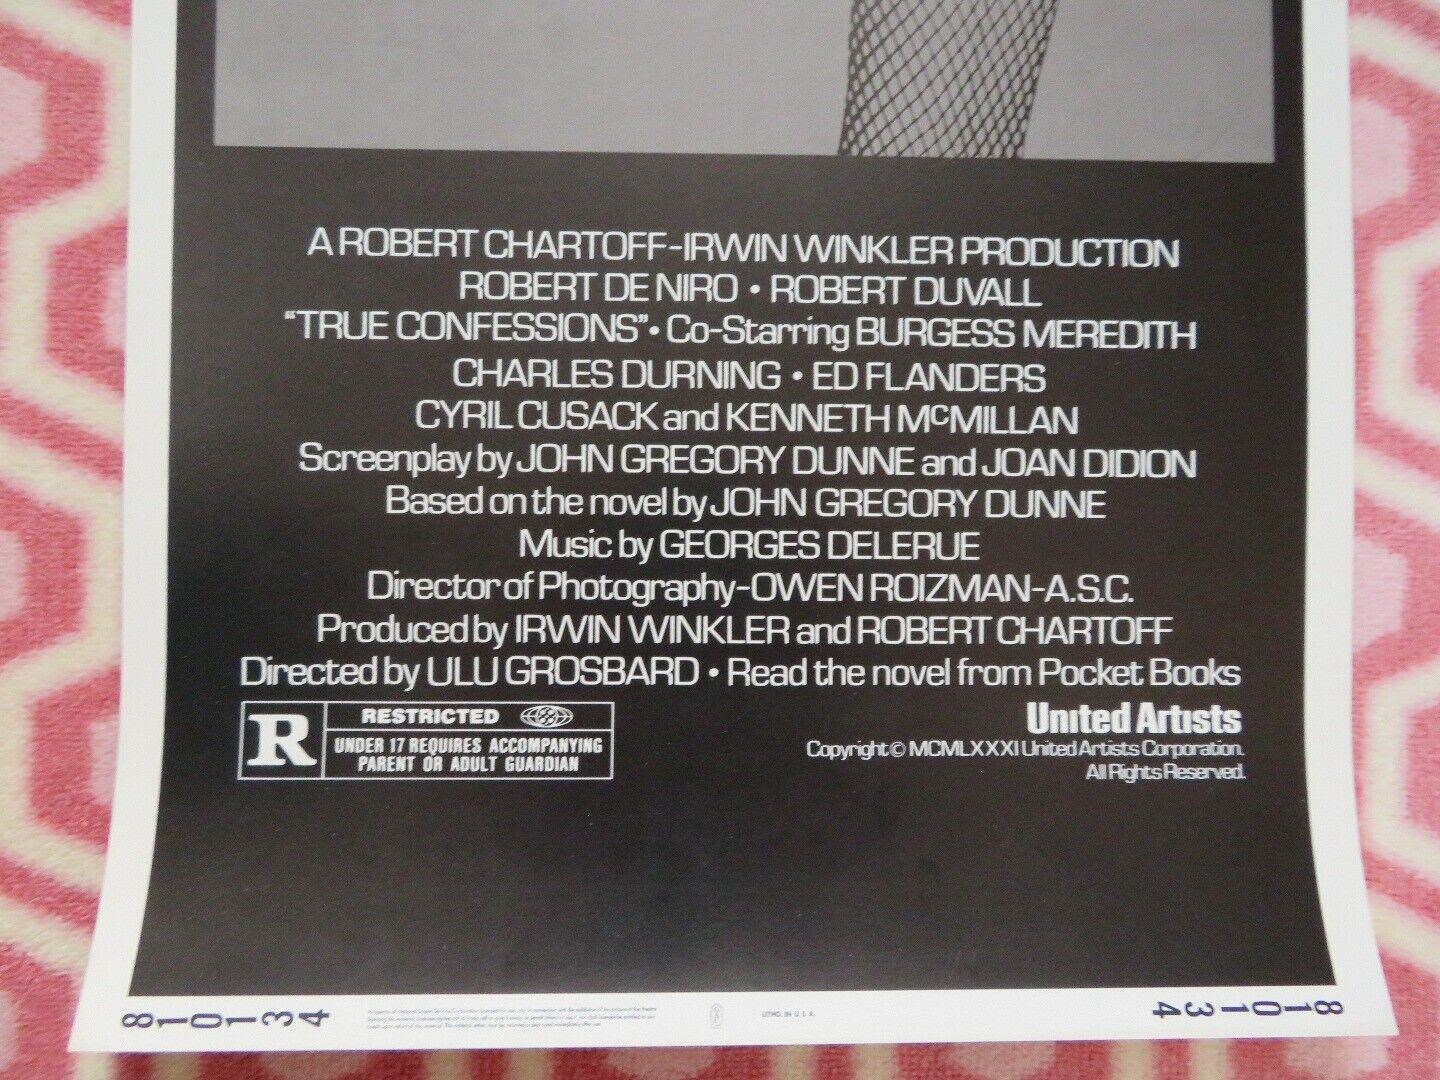 A ROBERT CHARTOFF-IRWIN WINKLER PRODUCTION
ROBERT DE NIRO • ROBERT DUVALL
"TRUE CONFESSIONS" • Co-Starring BURGESS MEREDITH
CHARLES DURNING • ED FLANDERS
CYRIL CUSACK and KENNETH McMILLAN
Screenplay by JOHN GREGORY DUNNE and JOAN DIDION
Based on the novel by JOHN GREGORY DUNNE
Music by GEORGES DELERUE
Director of Photography-OWEN ROIZMAN-A.S.C.
Produced by IRWIN WINKLER and ROBERT CHARTOFF
Directed by ULU GROSBARD • Read the novel from Pocket Books
R
RESTRICTED
UNDER 17 REQUIRES ACCOMPANYING
PARENT OR ADULT GUARDIAN
United Artists
Copyright © MCMLXXXI United Artists Corporation.
All Rights Reserved.
810134
LITHO. IN U.S.A.
810134